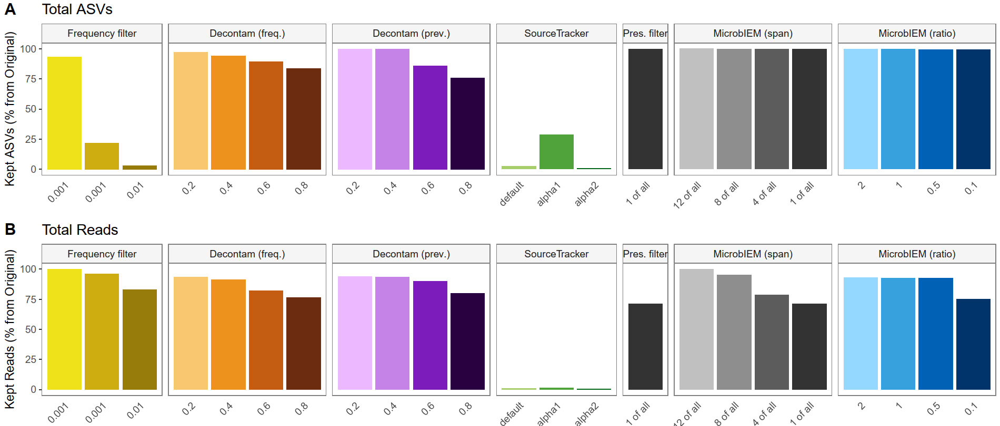 A Total ASVs
Frequency filter Decontam (freq.) Decontam (prev.) SourceTracker Pres. filter MicrobIEM (span) MicrobIEM (ratio)
Kept ASVs (% from Original)
100
75
50
25
0
0.001 0.001 0.01 0.2 0.4 0.6 0.8 0.2 0.4 0.6 0.8 default alpha1 alpha2 1 of all 12 of all 8 of all 4 of all 1 of all 2 1 0.5 0.1
B Total Reads
Frequency filter Decontam (freq.) Decontam (prev.) SourceTracker Pres. filter MicrobIEM (span) MicrobIEM (ratio)
Kept Reads (% from Original)
100
75
50
25
0
0.001 0.001 0.01 0.2 0.4 0.6 0.8 0.2 0.4 0.6 0.8 default alpha1 alpha2 1 of all 12 of all 8 of all 4 of all 1 of all 2 1 0.5 0.1